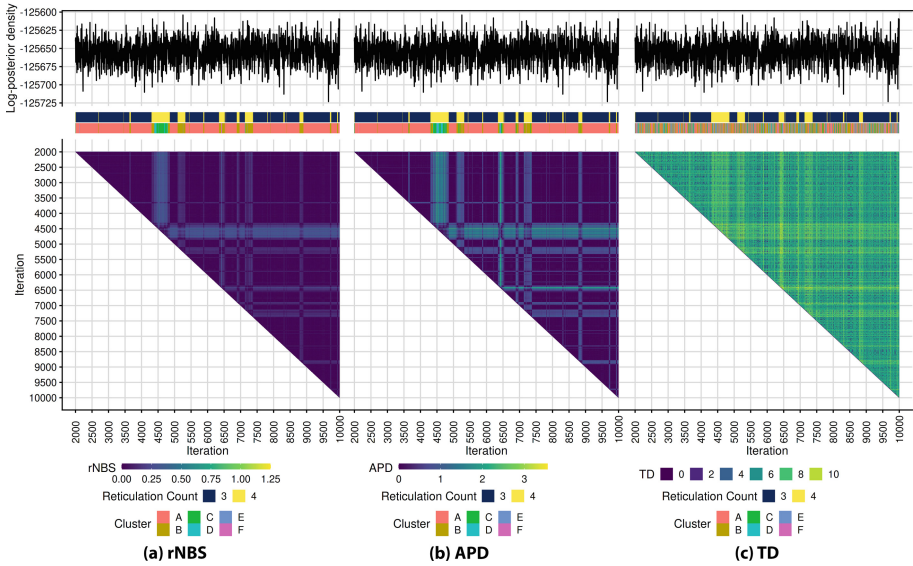 Log-posterior density
-125600
-125625
-125650
-125675
-125700
-125725
Iteration
2000
2500
3000
3500
4000
4500
5000
5500
6000
6500
7000
7500
8000
8500
9000
9500
10000
2000 2500 3000 3500 4000 4500 5000 5500 6000 6500 7000 7500 8000 8500 9000 9500 10000
2000 2500 3000 3500 4000 4500 5000 5500 6000 6500 7000 7500 8000 8500 9000 9500 10000
2000 2500 3000 3500 4000 4500 5000 5500 6000 6500 7000 7500 8000 8500 9000 9500 10000
Iteration Iteration Iteration
rNBS
0.00 0.25 0.50 0.75 1.00 1.25
Reticulation Count 3 4
Cluster A C E
B D F
(a) rNBS
APD
0 1 2 3
Reticulation Count 3 4
Cluster A C E
B D F
(b) APD
TD 0 2 4 6 8 10
Reticulation Count 3 4
Cluster A C E
B D F
(c) TD